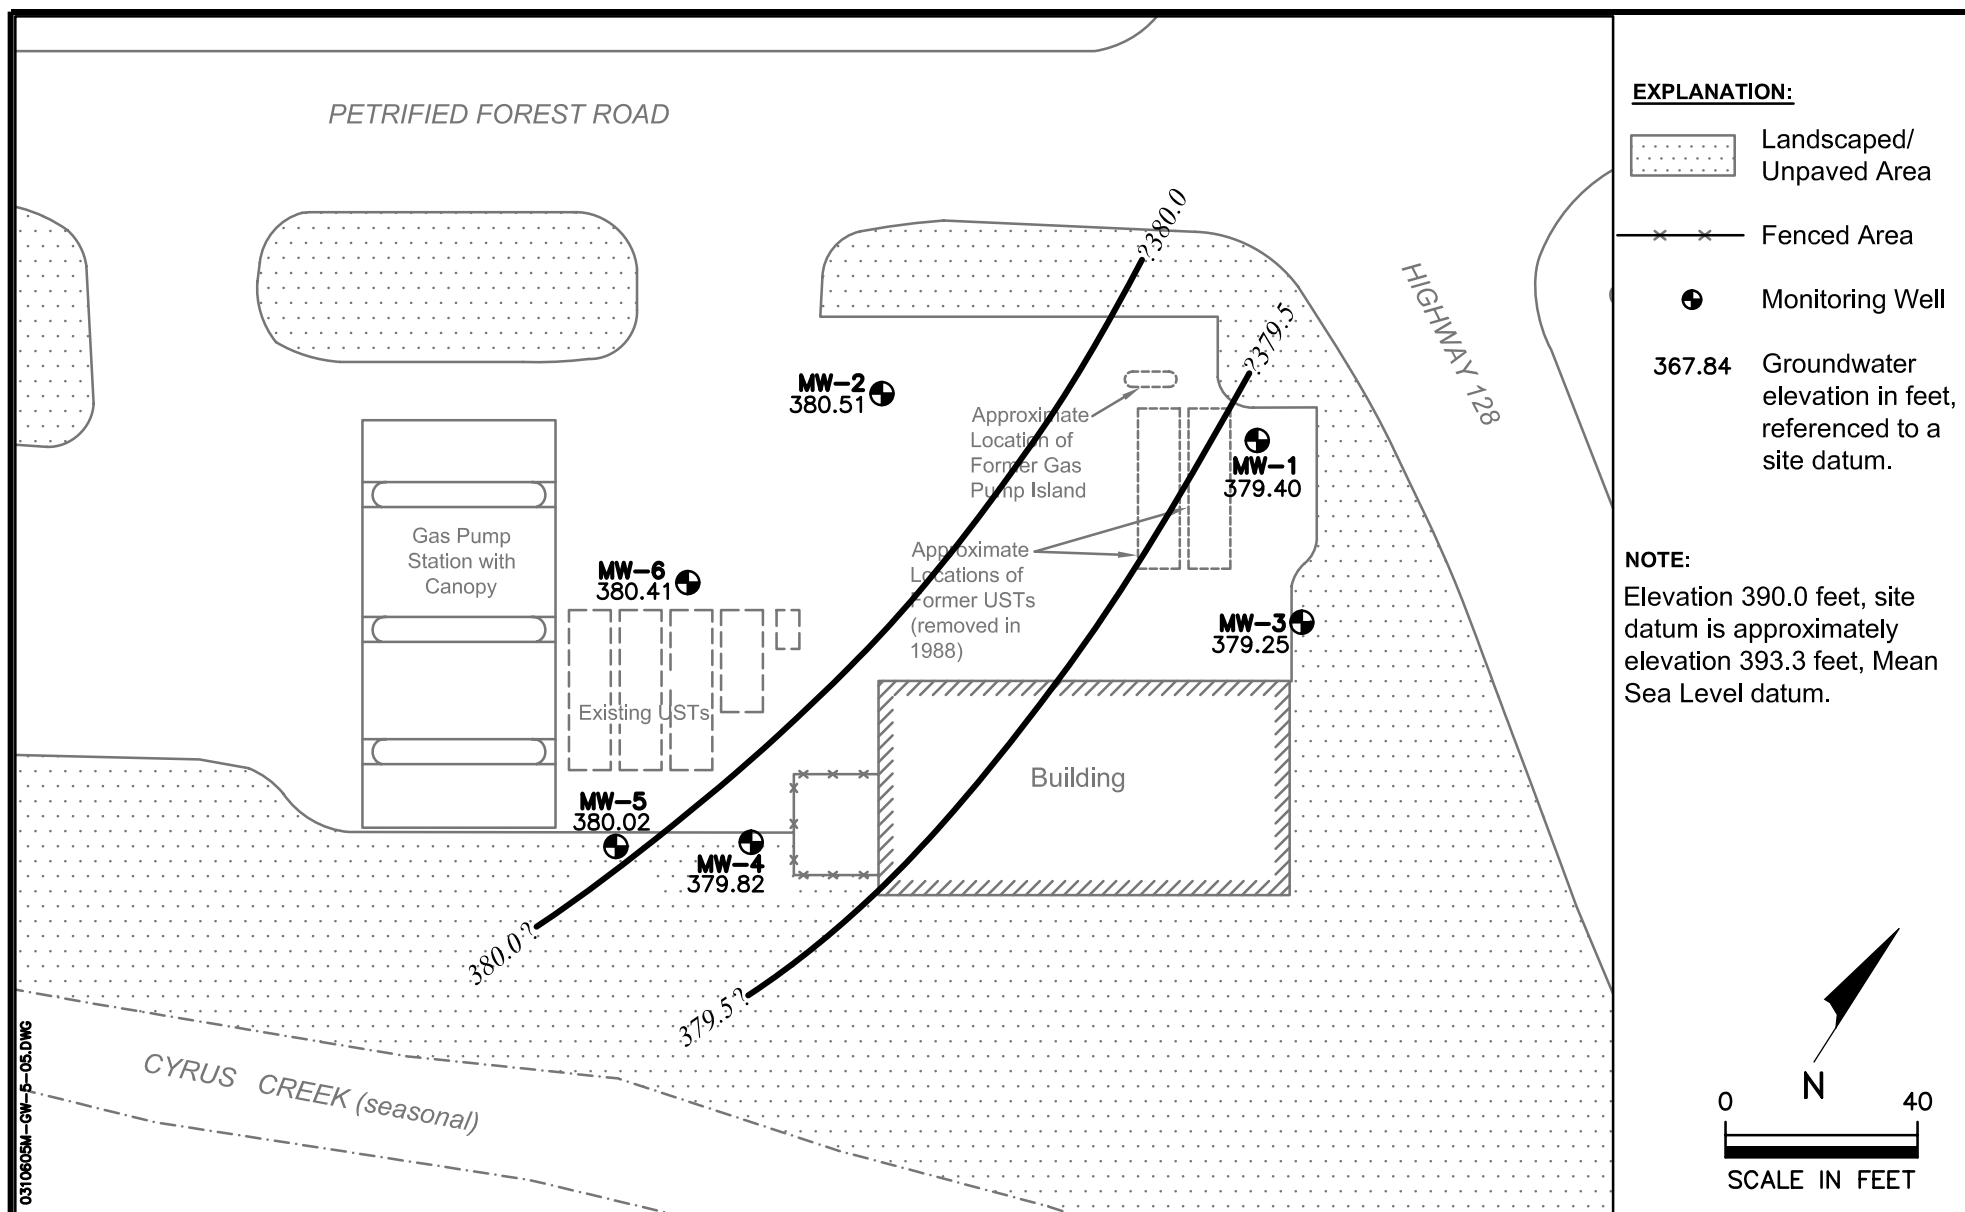 PETRIFIED FOREST ROAD
?380.0
?379.5
HIGHWAY 128
MW-2
380.51
Approximate
Location of
Former Gas
Pump Island
MW-1
379.40
Gas Pump
Station with
Canopy
MW-6
380.41
Approximate
Locations of
Former USTs
(removed in
1988)
MW-3
379.25
Existing USTs
Building
MW-5
380.02
MW-4
379.82
380.0?
379.5?
CYRUS CREEK (seasonal)
0310605M-GW-5-05.DWG
EXPLANATION:
Landscaped/
Unpaved Area
Fenced Area
Monitoring Well
367.84 Groundwater
elevation in feet,
referenced to a
site datum.
NOTE:
Elevation 390.0 feet, site
datum is approximately
elevation 393.3 feet, Mean
Sea Level datum.
N
0 40
SCALE IN FEET